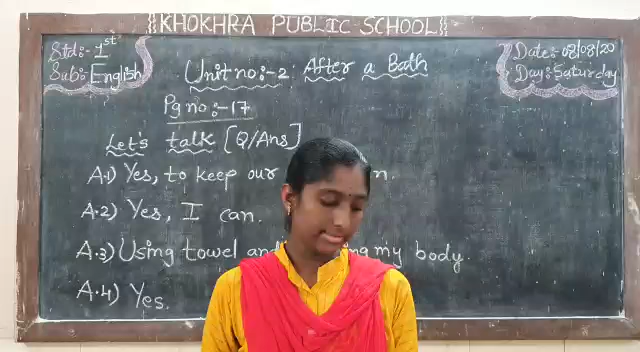 KHOKHRA PUBLIC SCHOOL
Std:- 1st
Sub:- English
Date:- 08/08/20
Day:- Saturday
Unit no:-2: After a Bath
Pg no:-17
Let's talk [Q/Ans]
A.1) Yes, to keep our n.
A.2) Yes, I can.
A.3) Using towel and ing my body.
A.4) Yes.